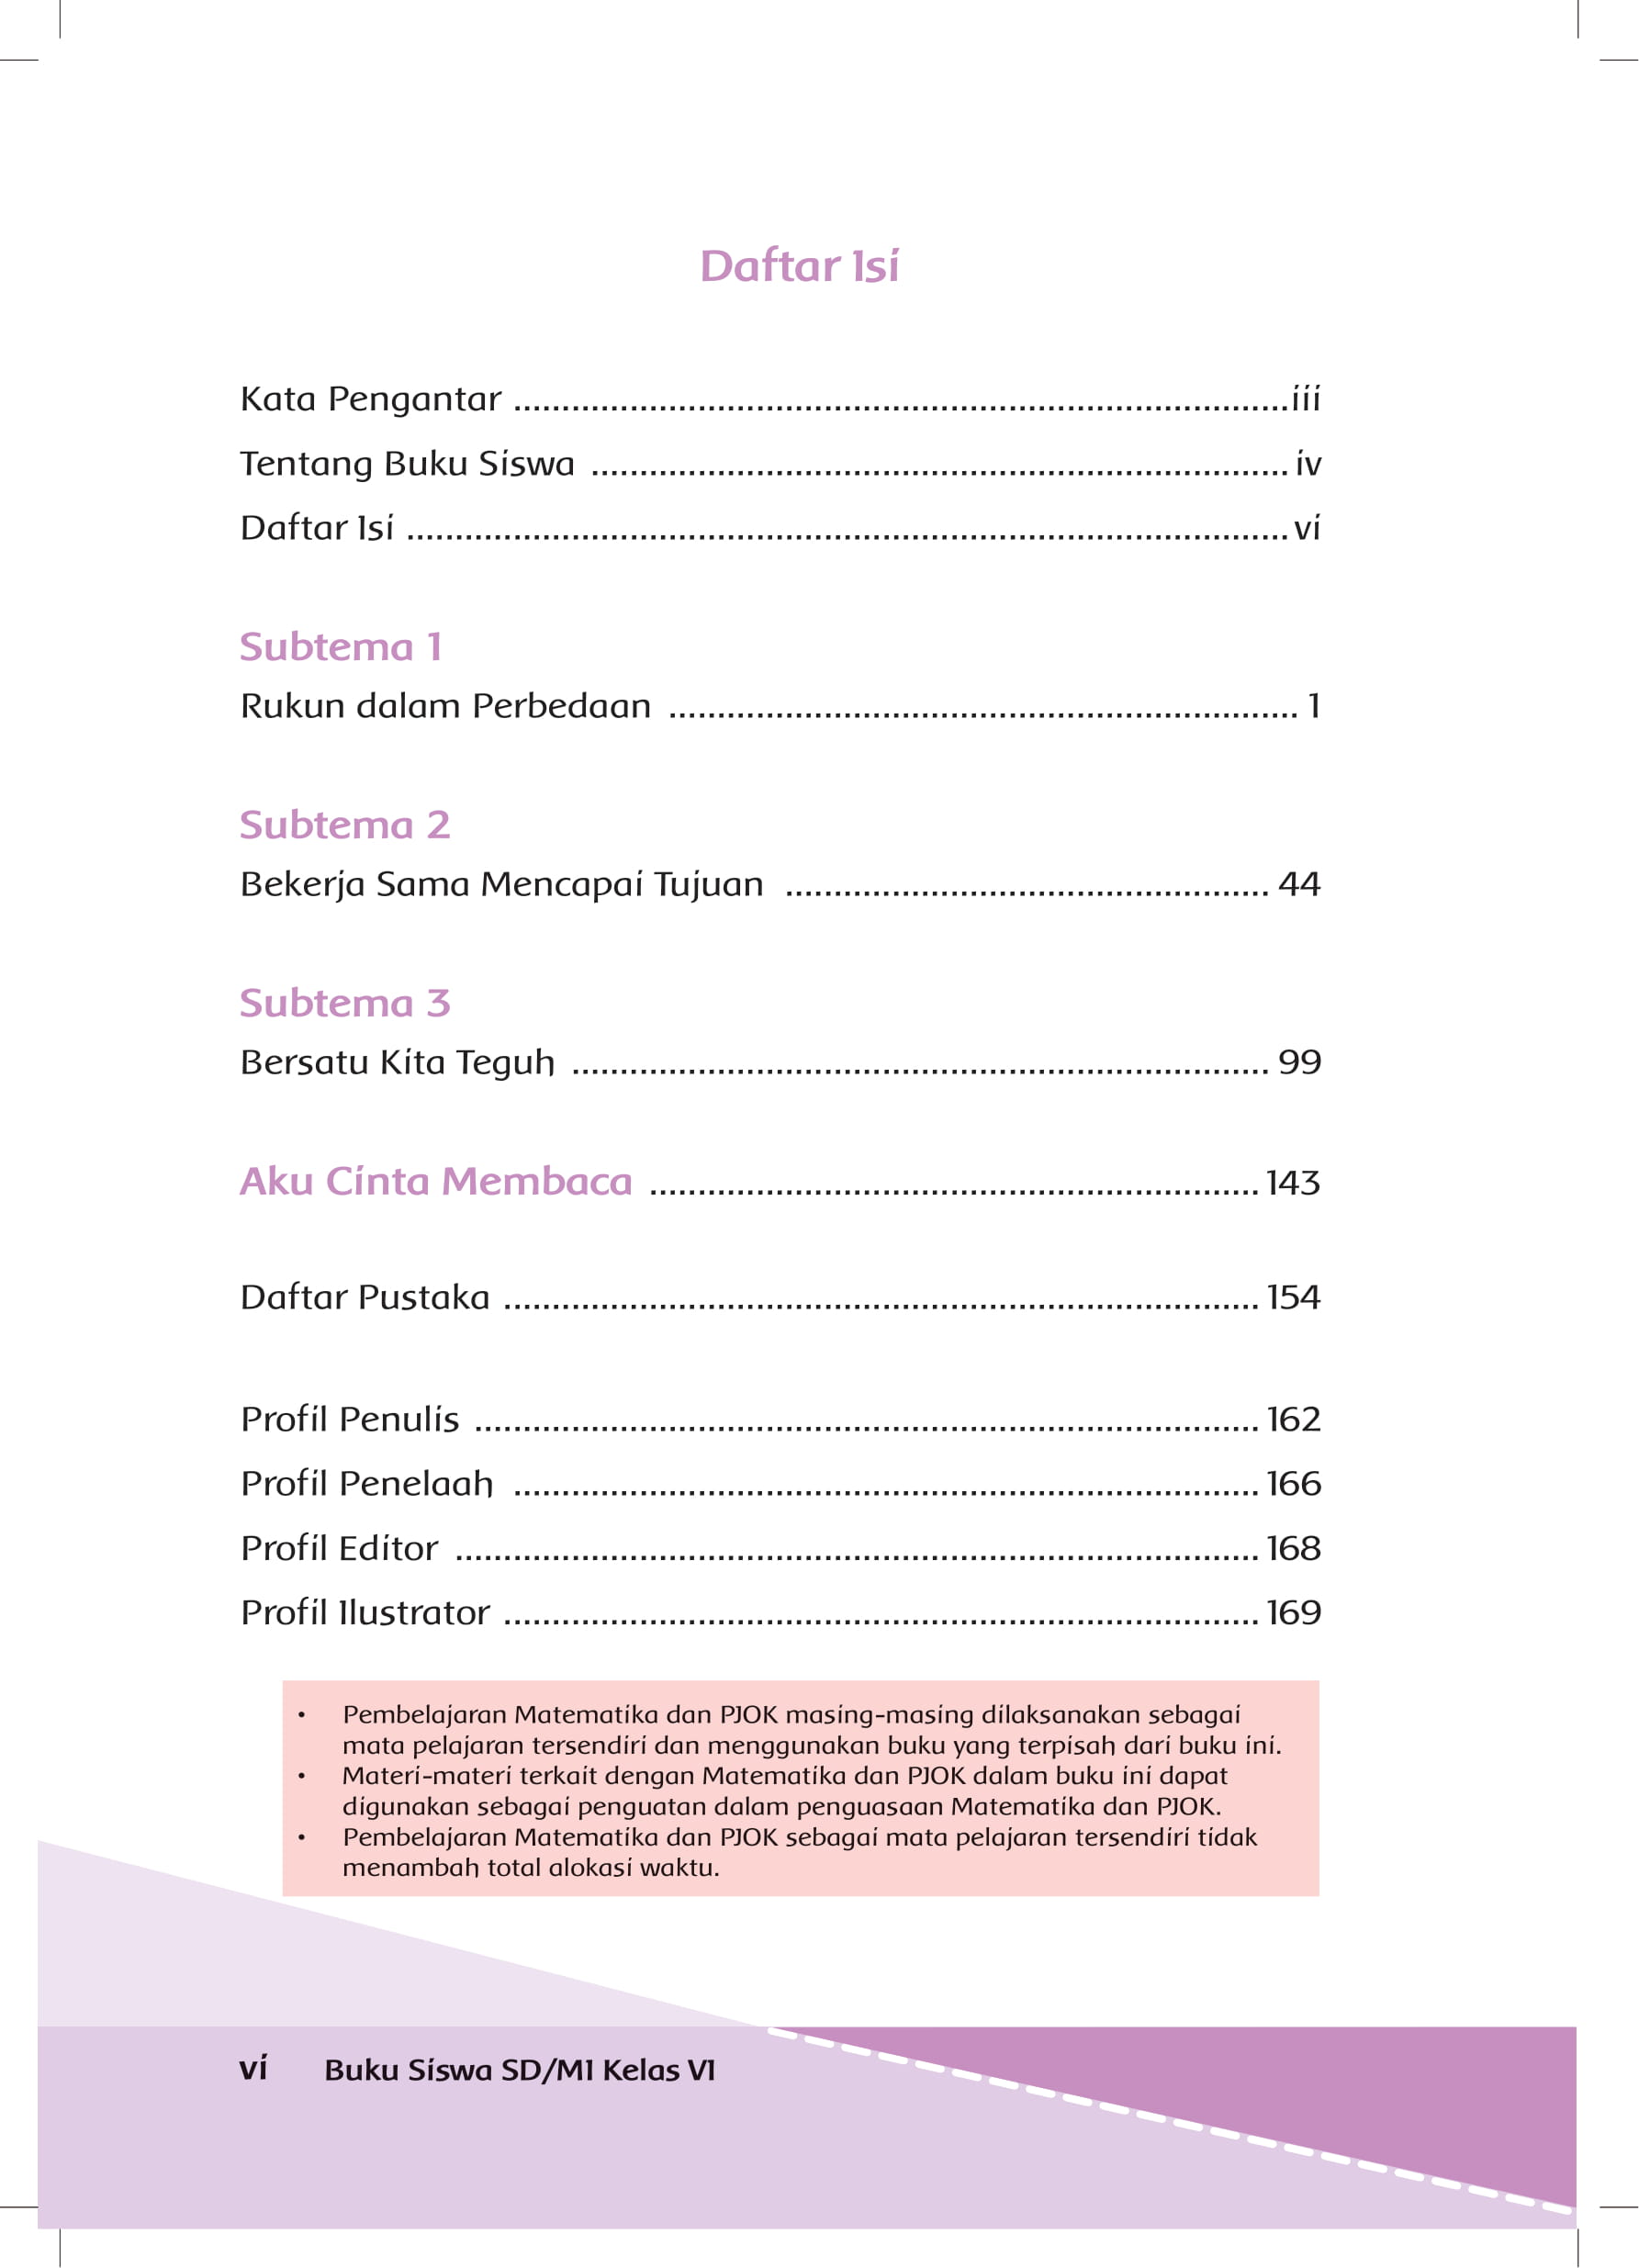 Daftar Isi
Kata Pengantar ................................................................................ iii
Tentang Buku Siswa ........................................................................ iv
Daftar Isi ........................................................................................... vi
Subtema 1
Rukun dalam Perbedaan ................................................................. 1
Subtema 2
Bekerja Sama Mencapai Tujuan .................................................. 44
Subtema 3
Bersatu Kita Teguh ........................................................................ 99
Aku Cinta Membaca ............................................................... 143
Daftar Pustaka .............................................................................. 154
Profil Penulis ................................................................................. 162
Profil Penelaah ............................................................................. 166
Profil Editor ................................................................................... 168
Profil Ilustrator .............................................................................. 169
• Pembelajaran Matematika dan PJOK masing-masing dilaksanakan sebagai
mata pelajaran tersendiri dan menggunakan buku yang terpisah dari buku ini.
• Materi-materi terkait dengan Matematika dan PJOK dalam buku ini dapat
digunakan sebagai penguatan dalam penguasaan Matematika dan PJOK.
• Pembelajaran Matematika dan PJOK sebagai mata pelajaran tersendiri tidak
menambah total alokasi waktu.
vi Buku Siswa SD/MI Kelas VI